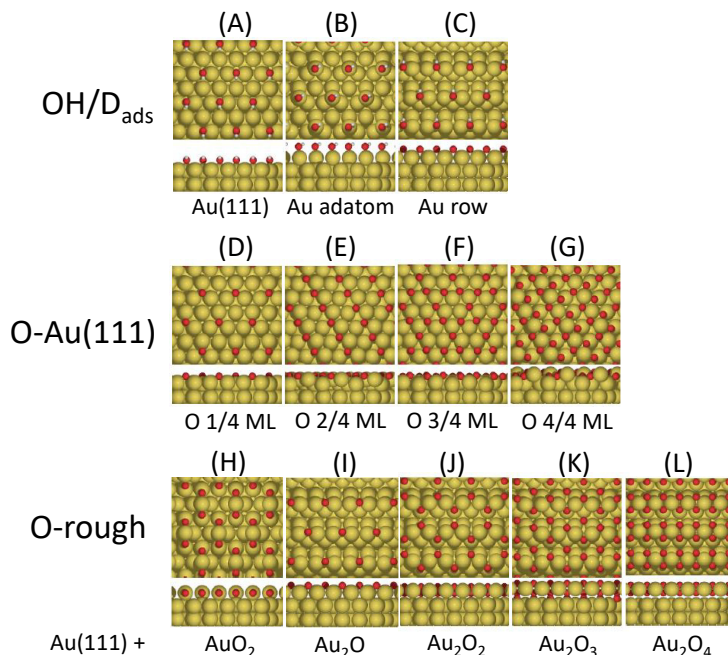 (A) (B) (C)
OH/Dads
Au(111) Au adatom Au row
(D) (E) (F) (G)
O-Au(111)
O 1/4 ML O 2/4 ML O 3/4 ML O 4/4 ML
(H) (I) (J) (K) (L)
O-rough
Au(111) + AuO2 Au2O Au2O2 Au2O3 Au2O4